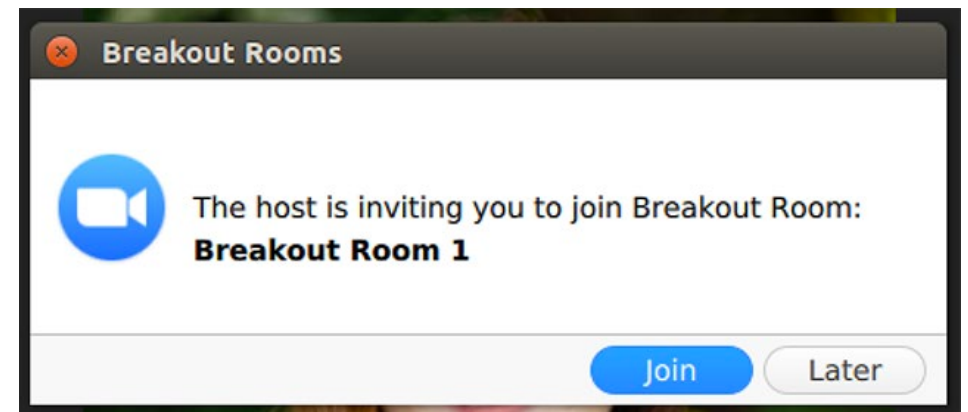 Breakout Rooms
The host is inviting you to join Breakout Room:
Breakout Room 1
Join
Later